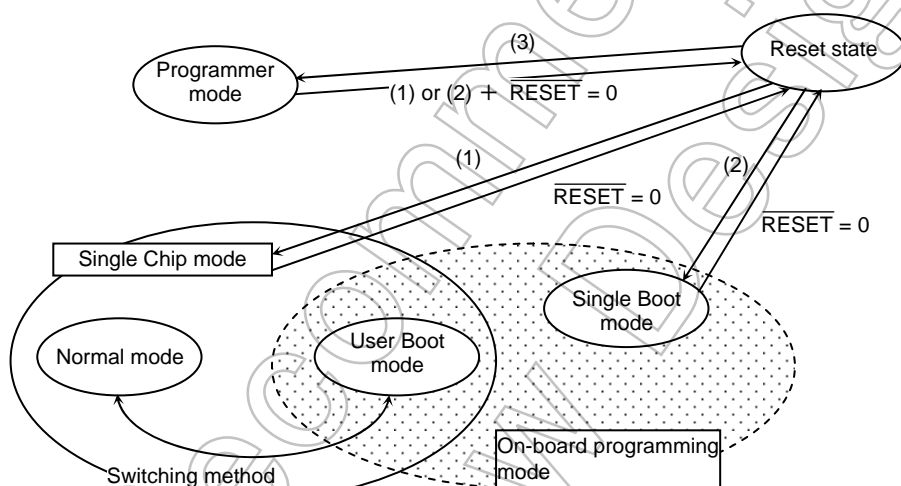 (3)
Reset state
Programmer
mode
(1) or (2) + RESET = 0
(1)
(2)
RESET = 0
RESET = 0
Single Chip mode
Single Boot
mode
Normal mode
User Boot
mode
On-board programming
mode
Switching method